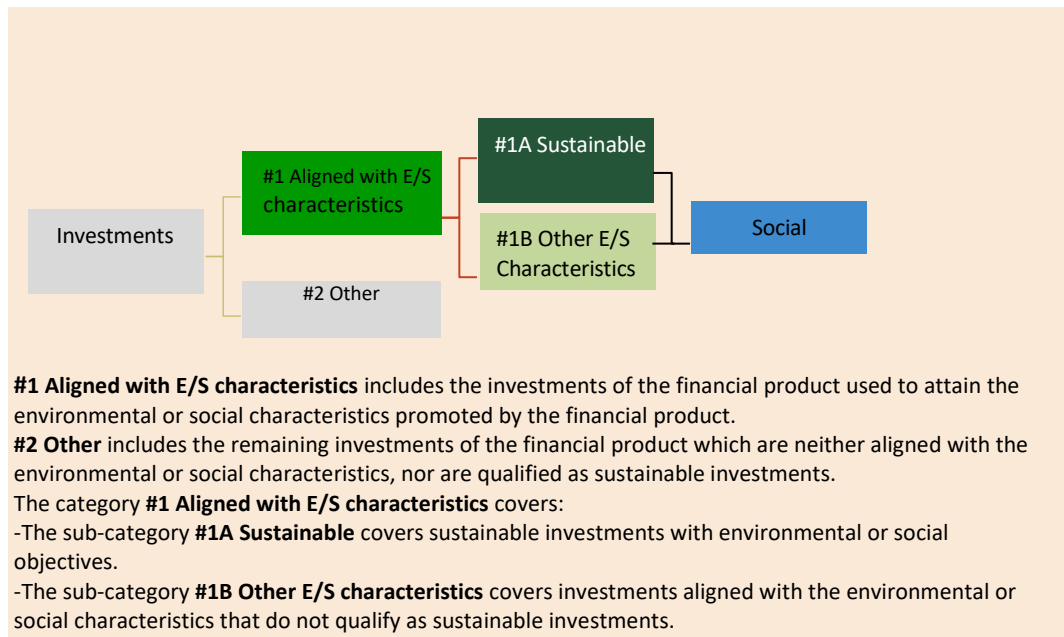 #1A Sustainable
#1 Aligned with E/S
characteristics
Investments
#1B Other E/S
Characteristics
Social
#2 Other
#1 Aligned with E/S characteristics includes the investments of the financial product used to attain the
environmental or social characteristics promoted by the financial product.
#2 Other includes the remaining investments of the financial product which are neither aligned with the
environmental or social characteristics, nor are qualified as sustainable investments.
The category #1 Aligned with E/S characteristics covers:
-The sub-category #1A Sustainable covers sustainable investments with environmental or social
objectives.
-The sub-category #1B Other E/S characteristics covers investments aligned with the environmental or
social characteristics that do not qualify as sustainable investments.